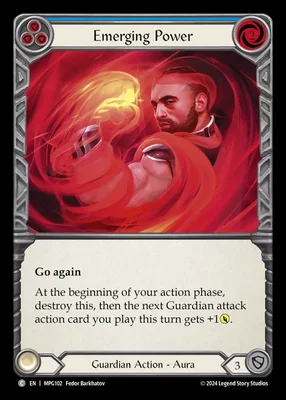 Emerging Power
Go again
At the beginning of your action phase,
destroy this, then the next Guardian attack
action card you play this turn gets +1
Guardian Action - Aura
3
C EN | MPG102 Fedor Barkhatov
© 2024 Legend Story Studios